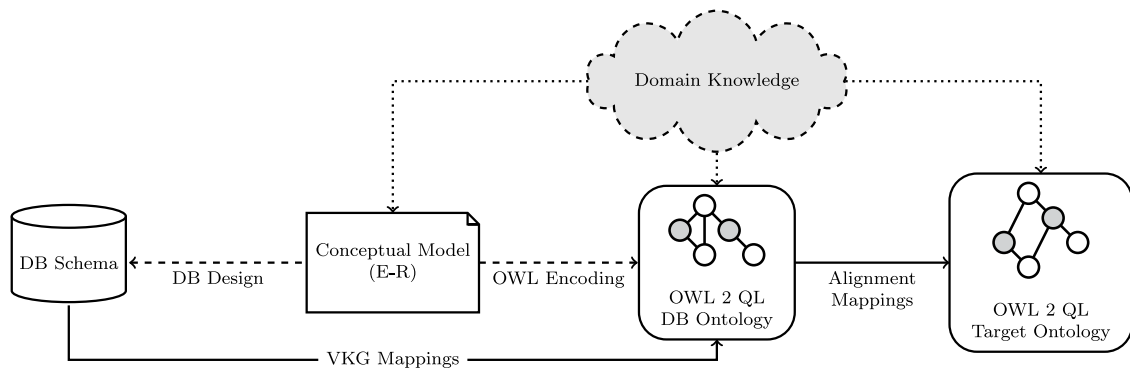 Domain Knowledge
DB Schema
DB Design
Conceptual Model
(E-R)
OWL Encoding
OWL 2 QL
DB Ontology
Alignment
Mappings
OWL 2 QL
Target Ontology
VKG Mappings